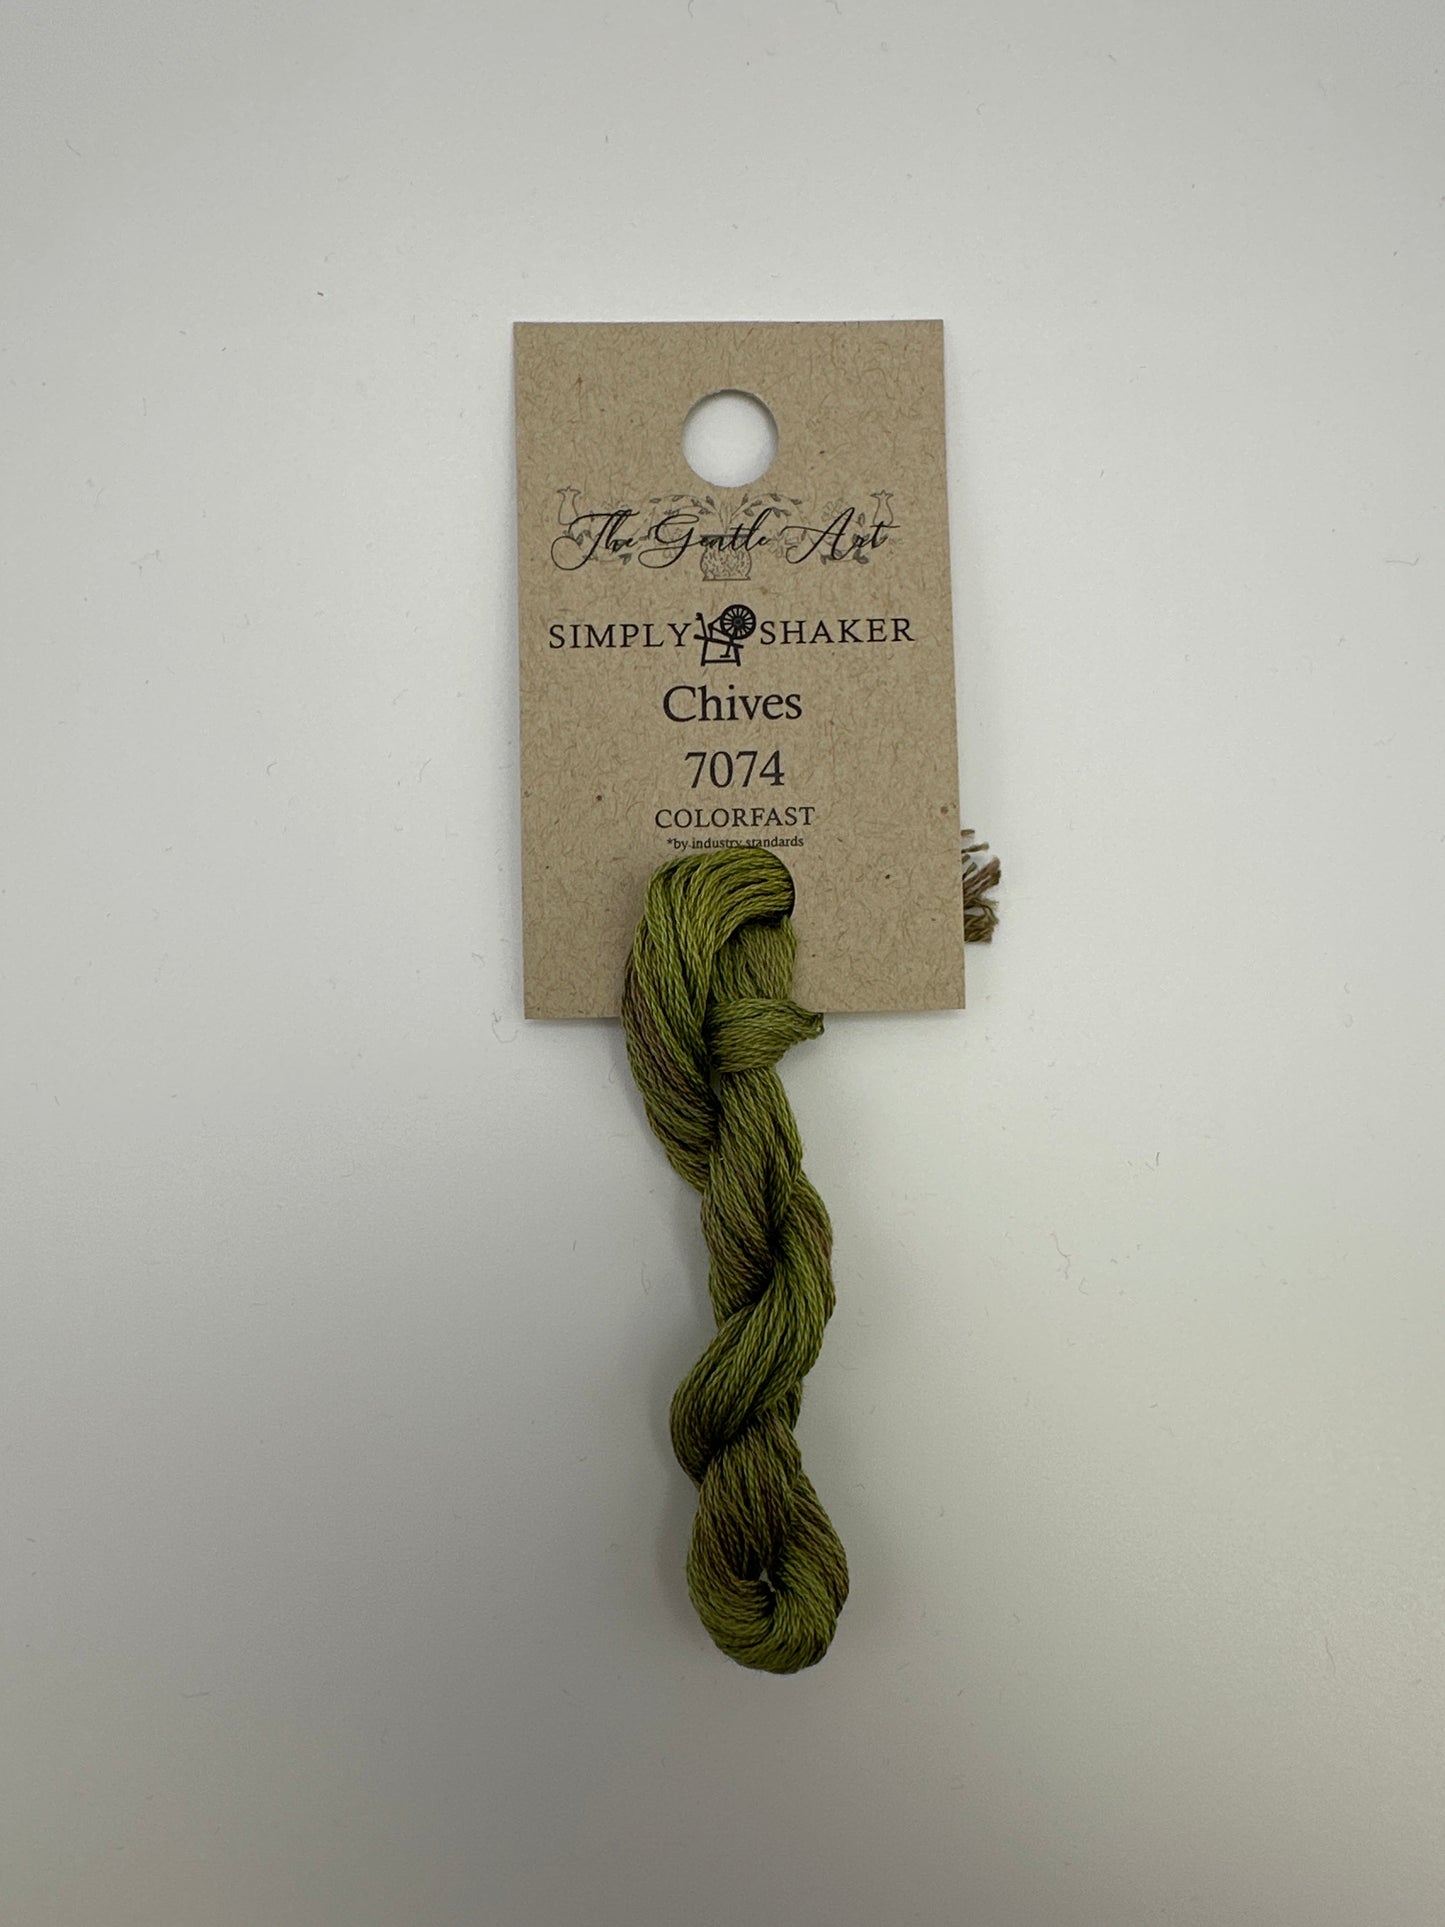 The Gentle Art
SIMPLY SHAKER
Chives
7074
COLORFAST
*by industry standards